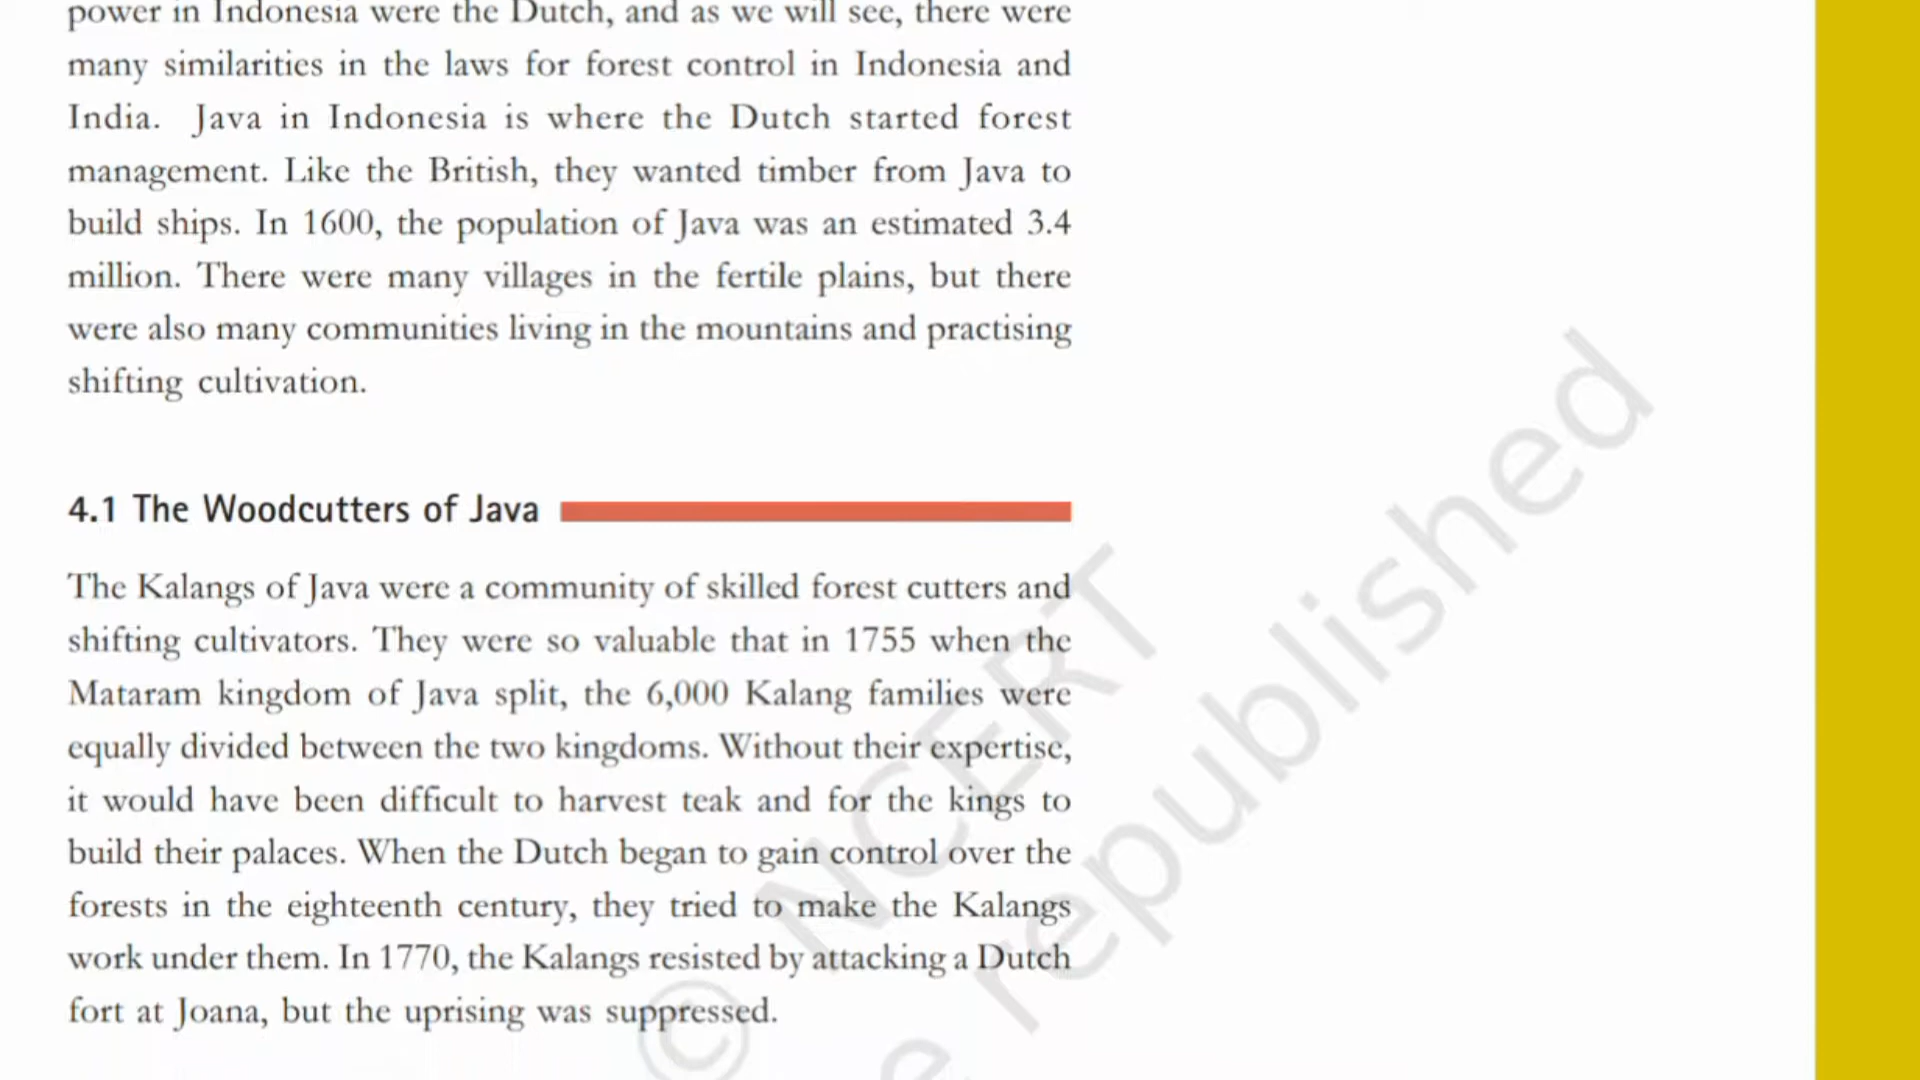 power in Indonesia were the Dutch, and as we will see, there were
many similarities in the laws for forest control in Indonesia and
India. Java in Indonesia is where the Dutch started forest
management. Like the British, they wanted timber from Java to
build ships. In 1600, the population of Java was an estimated 3.4
million. There were many villages in the fertile plains, but there
were also many communities living in the mountains and practising
shifting cultivation.
4.1 The Woodcutters of Java
The Kalangs of Java were a community of skilled forest cutters and
shifting cultivators. They were so valuable that in 1755 when the
Mataram kingdom of Java split, the 6,000 Kalang families were
equally divided between the two kingdoms. Without their expertise,
it would have been difficult to harvest teak and for the kings to
build their palaces. When the Dutch began to gain control over the
forests in the eighteenth century, they tried to make the Kalangs
work under them. In 1770, the Kalangs resisted by attacking a Dutch
fort at Joana, but the uprising was suppressed.
© NCERT
e republished